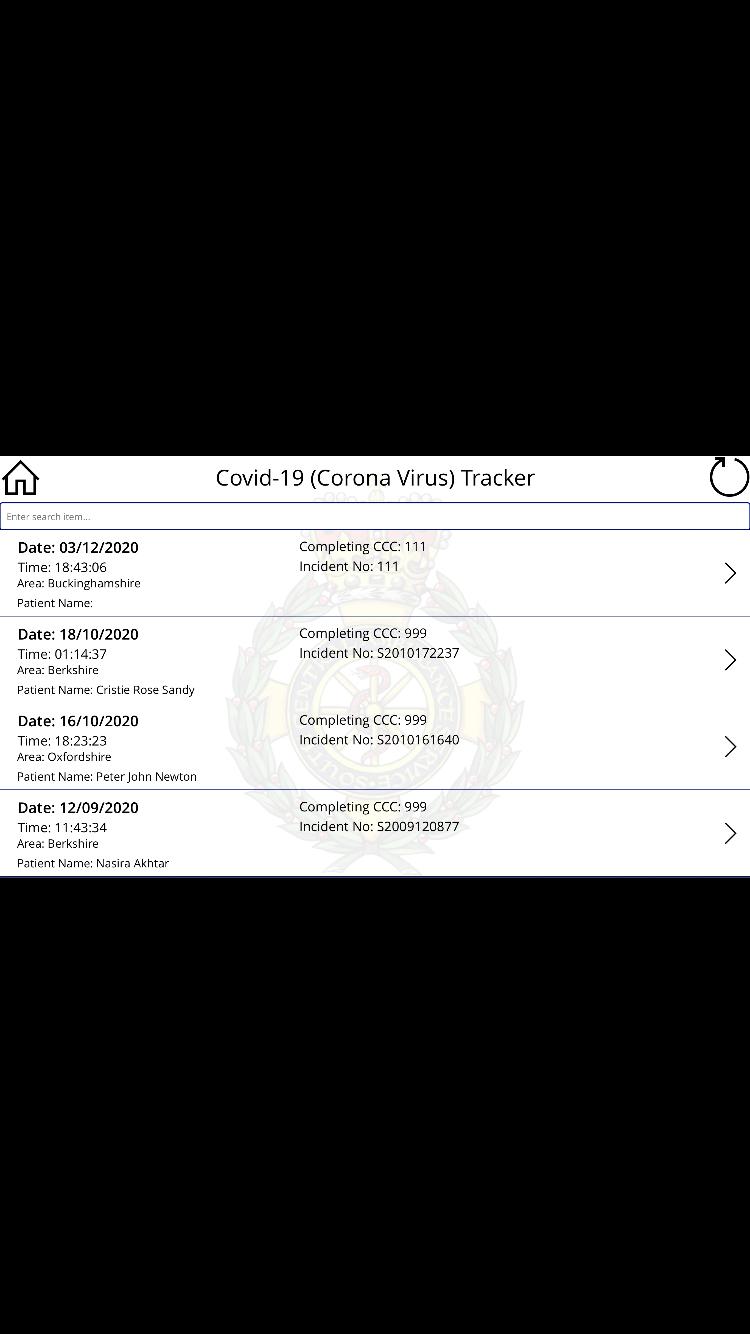 Covid-19 (Corona Virus) Tracker
Enter search item...
Date: 03/12/2020
Completing CCC: 111
Time: 18:43:06
Incident No: 111
Area: Buckinghamshire
Patient Name:
Date: 18/10/2020
Completing CCC: 999
Time: 01:14:37
Incident No: S2010172237
Area: Berkshire
Patient Name: Cristie Rose Sandy
Date: 16/10/2020
Completing CCC: 999
Time: 18:23:23
Incident No: S2010161640
Area: Oxfordshire
Patient Name: Peter John Newton
Date: 12/09/2020
Completing CCC: 999
Time: 11:43:34
Incident No: S2009120877
Area: Berkshire
Patient Name: Nasira Akhtar